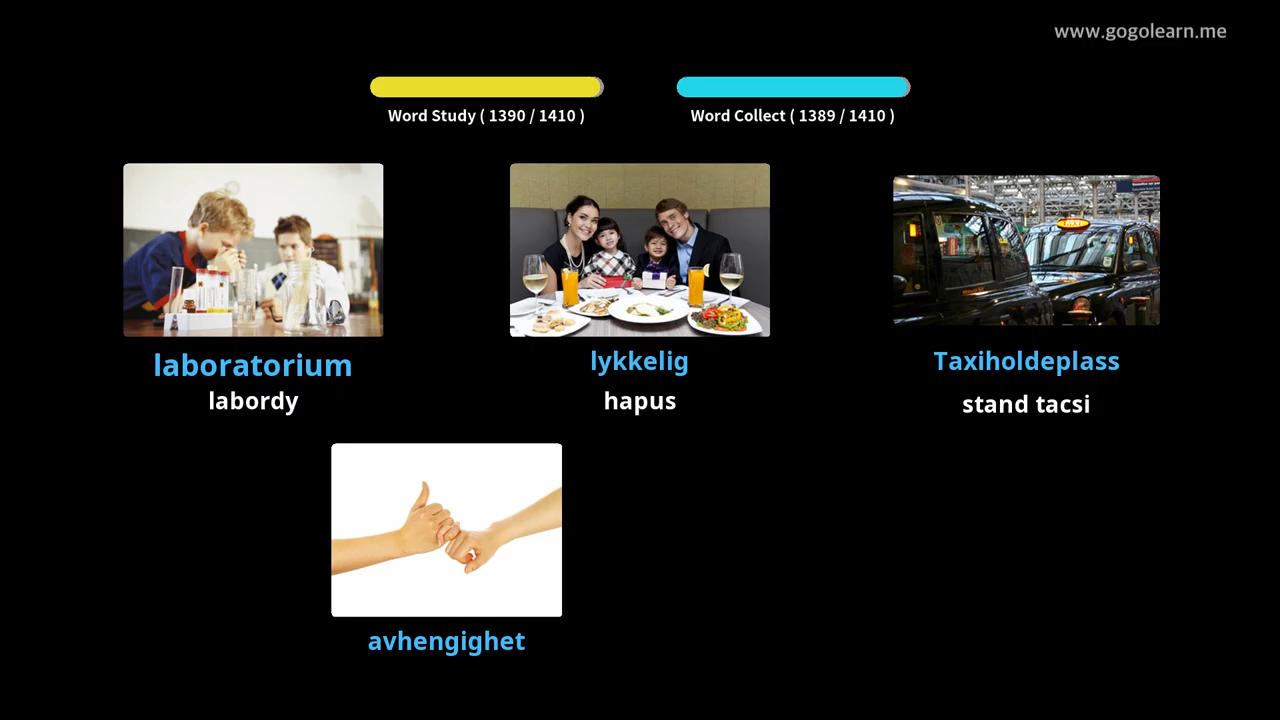 www.gogolearn.me
Word Study ( 1390 / 1410 )
Word Collect ( 1389 / 1410 )
laboratorium
labordy
lykkelig
hapus
Taxiholdeplass
stand tacsi
avhengighet